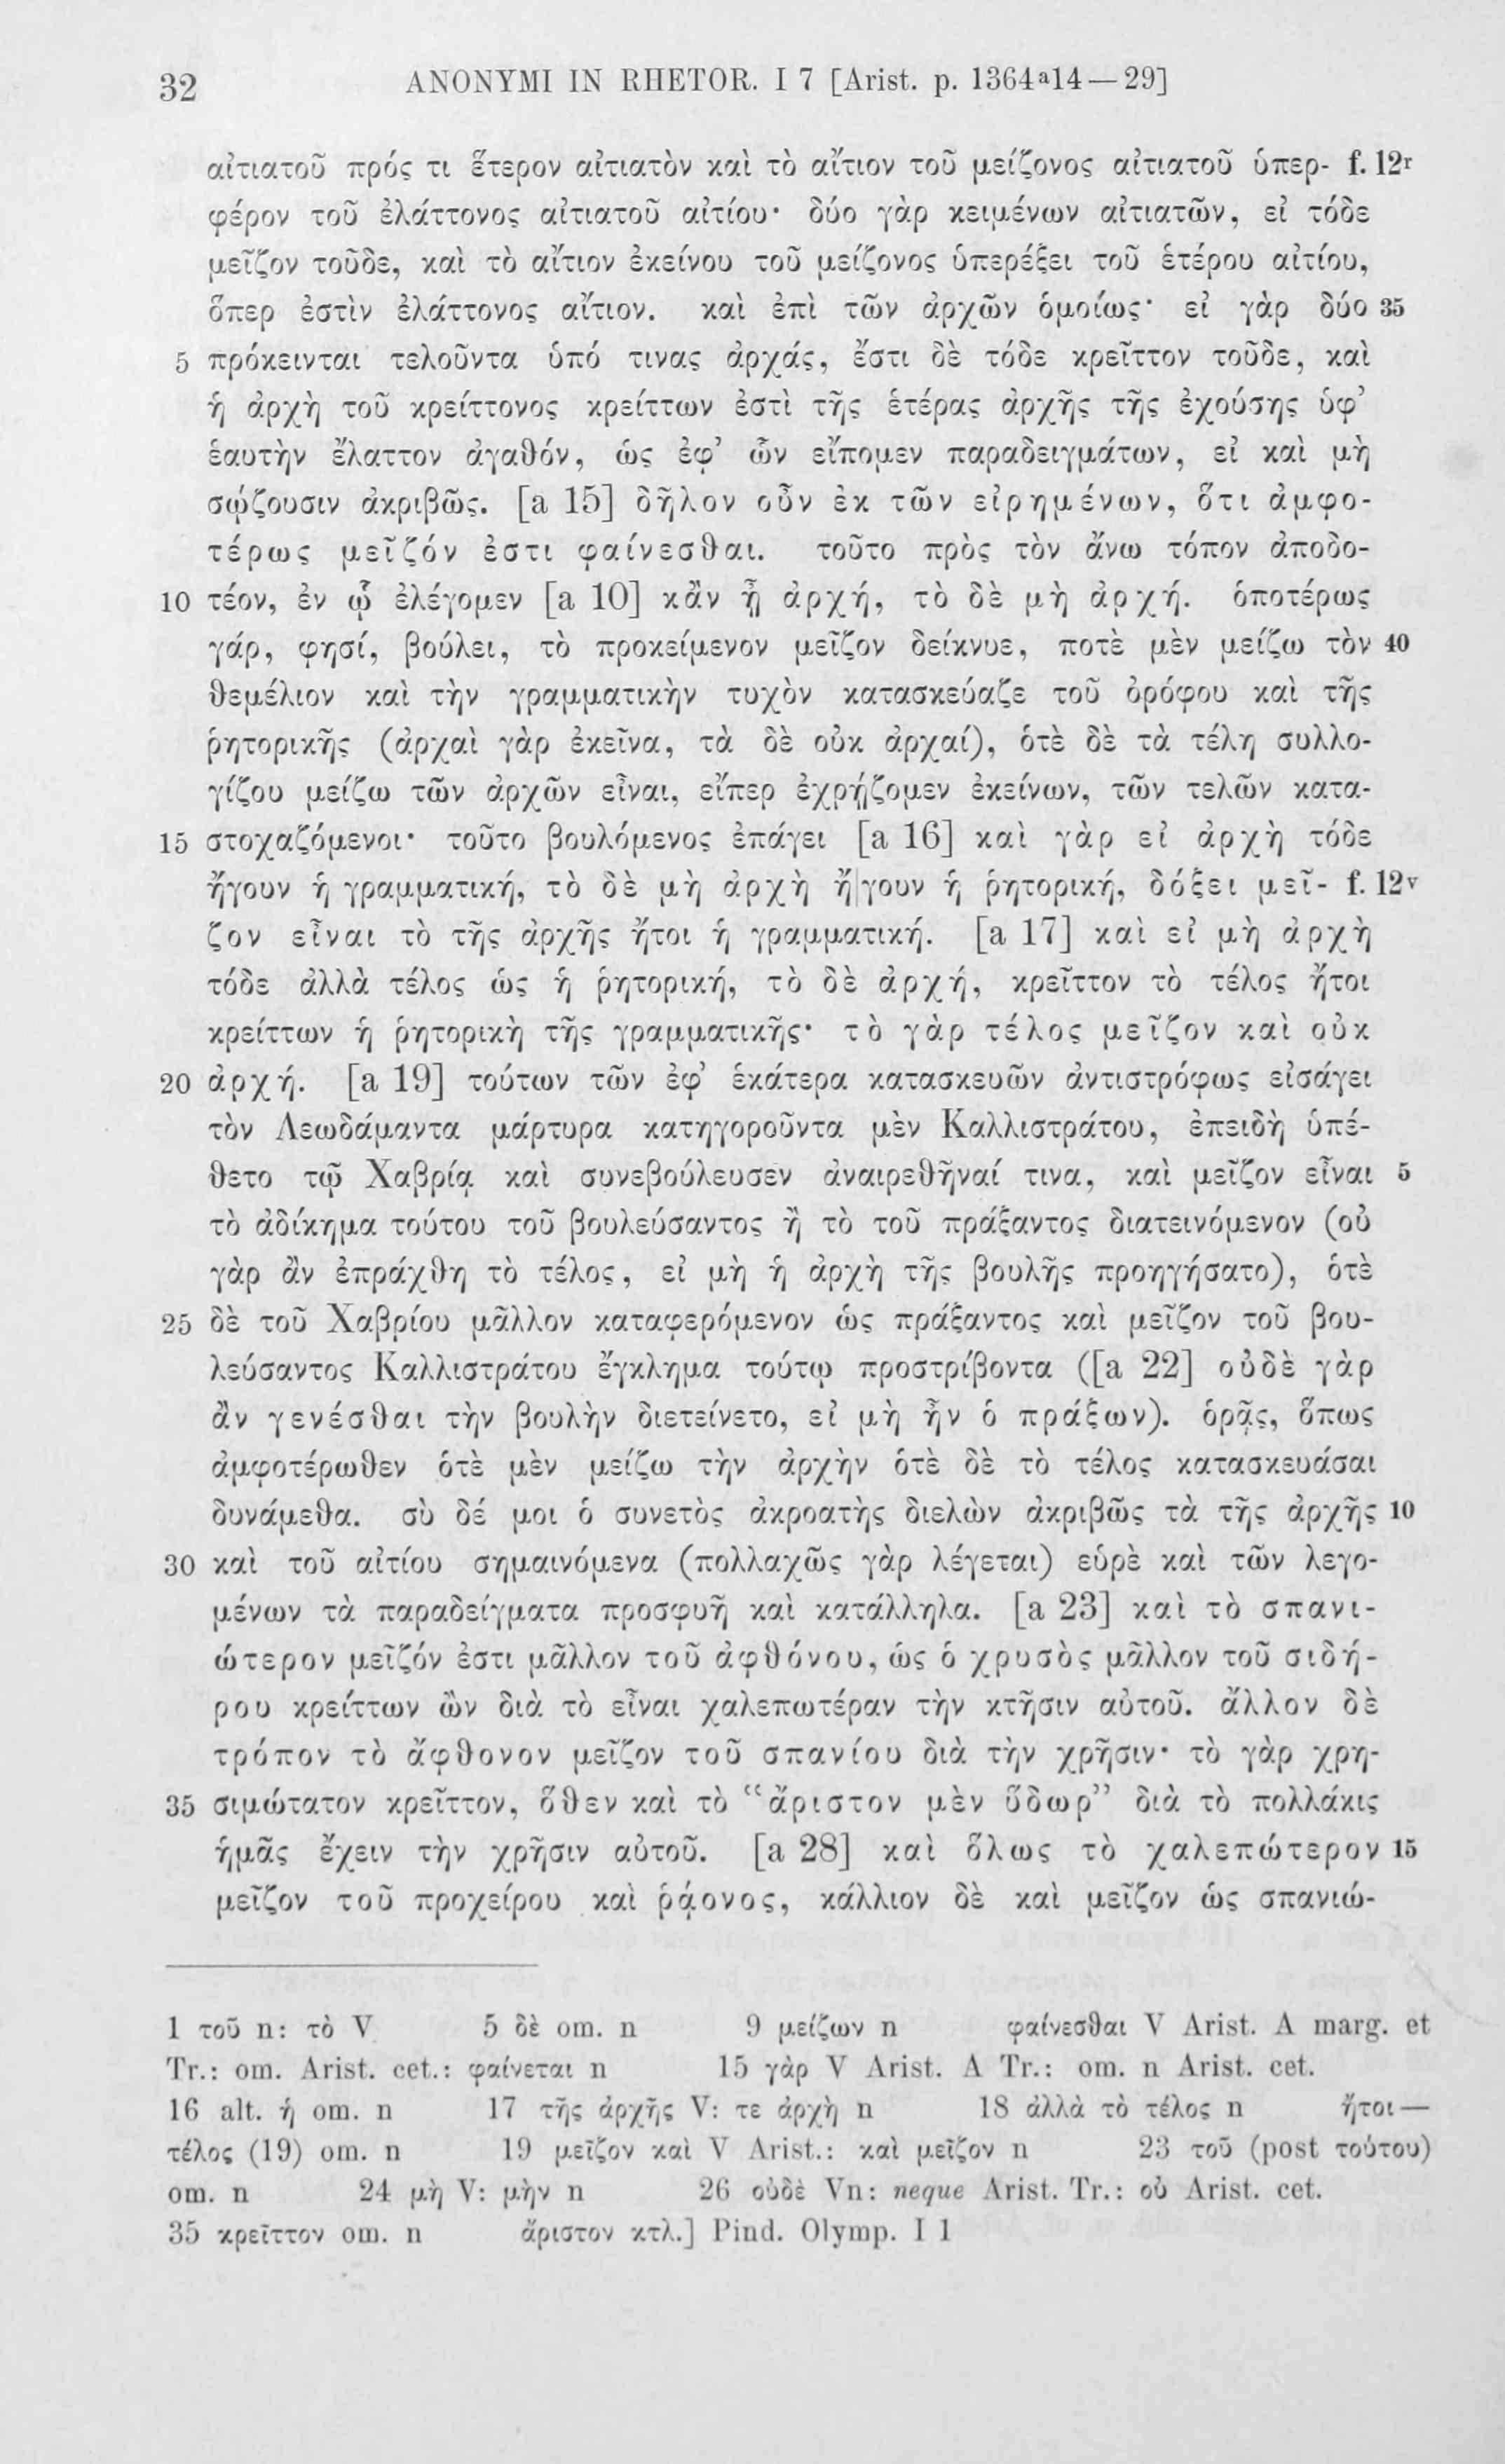 32 ANONYMI IN RHETOR. I 7 [Arist. p. 1364ᵃ14—29]
αἰτιατοῦ πρός τι ἕτερον αἰτιατὸν καὶ τὸ αἴτιον τοῦ μείζονος αἰτιατοῦ ὑπερ- f. 12ʳ
φέρον τοῦ ἐλάττονος αἰτιατοῦ αἰτίου· δύο γὰρ κειμένων αἰτιατῶν, εἰ τόδε
μεῖζον τοῦδε, καὶ τὸ αἴτιον ἐκείνου τοῦ μείζονος ὑπερέξει τοῦ ἑτέρου αἰτίου,
ὅπερ ἐστὶν ἐλάττονος αἴτιον. καὶ ἐπὶ τῶν ἀρχῶν ὁμοίως· εἰ γὰρ δύο 35
5 πρόκεινται τελοῦντα ὑπό τινας ἀρχάς, ἔστι δὲ τόδε κρεῖττον τοῦδε, καὶ
ἡ ἀρχὴ τοῦ κρείττονος κρείττων ἐστὶ τῆς ἑτέρας ἀρχῆς τῆς ἐχούσης ὑφ’
ἑαυτὴν ἔλαττον ἀγαθόν, ὡς ἐφ’ ὧν εἴπομεν παραδειγμάτων, εἰ καὶ μὴ
σῴζουσιν ἀκριβῶς. [a 15] δῆλον οὖν ἐκ τῶν εἰρημένων, ὅτι ἀμφο-
τέρως μεῖζόν ἐστι φαίνεσθαι. τοῦτο πρὸς τὸν ἄνω τόπον ἀποδο-
10 τέον, ἐν ᾧ ἐλέγομεν [a 10] κἂν ᾖ ἀρχή, τὸ δὲ μὴ ἀρχή. ὁποτέρως
γάρ, φησί, βούλει, τὸ προκείμενον μεῖζον δείκνυε, ποτὲ μὲν μείζω τὸν 40
θεμέλιον καὶ τὴν γραμματικὴν τυχὸν κατασκεύαζε τοῦ ὀρόφου καὶ τῆς
ῥητορικῆς (ἀρχαὶ γὰρ ἐκεῖνα, τὰ δὲ οὐκ ἀρχαί), ὁτὲ δὲ τὰ τέλη συλλο-
γίζου μείζω τῶν ἀρχῶν εἶναι, εἴπερ ἐχρῄζομεν ἐκείνων, τῶν τελῶν κατα-
15 στοχαζόμενοι· τοῦτο βουλόμενος ἐπάγει [a 16] καὶ γὰρ εἰ ἀρχὴ τόδε
ἤγουν ἡ γραμματική, τὸ δὲ μὴ ἀρχὴ ἤ|γουν ἡ ῥητορική, δόξει μεῖ- f. 12ᵛ
ζον εἶναι τὸ τῆς ἀρχῆς ἤτοι ἡ γραμματική. [a 17] καὶ εἰ μὴ ἀρχὴ
τόδε ἀλλὰ τέλος ὡς ἡ ῥητορική, τὸ δὲ ἀρχή, κρεῖττον τὸ τέλος ἤτοι
κρείττων ἡ ῥητορικὴ τῆς γραμματικῆς· τὸ γὰρ τέλος μεῖζον καὶ οὐκ
20 ἀρχή. [a 19] τούτων τῶν ἐφ’ ἑκάτερα κατασκευῶν ἀντιστρόφως εἰσάγει
τὸν Λεωδάμαντα μάρτυρα κατηγοροῦντα μὲν Καλλιστράτου, ἐπειδὴ ὑπέ-
θετο τῷ Χαβρίᾳ καὶ συνεβούλευσεν ἀναιρεθῆναί τινα, καὶ μεῖζον εἶναι 5
τὸ ἀδίκημα τούτου τοῦ βουλεύσαντος ἢ τὸ τοῦ πράξαντος διατεινόμενον (οὐ
γὰρ ἂν ἐπράχθη τὸ τέλος, εἰ μὴ ἡ ἀρχὴ τῆς βουλῆς προηγήσατο), ὁτὲ
25 δὲ τοῦ Χαβρίου μᾶλλον καταφερόμενον ὡς πράξαντος καὶ μεῖζον τοῦ βου-
λεύσαντος Καλλιστράτου ἔγκλημα τούτῳ προστρίβοντα ([a 22] οὐδὲ γὰρ
ἂν γενέσθαι τὴν βουλὴν διετείνετο, εἰ μὴ ἦν ὁ πράξων). ὁρᾷς, ὅπως
ἀμφοτέρωθεν ὁτὲ μὲν μείζω τὴν ἀρχὴν ὁτὲ δὲ τὸ τέλος κατασκευάσαι
δυνάμεθα. σὺ δέ μοι ὁ συνετὸς ἀκροατὴς διελὼν ἀκριβῶς τὰ τῆς ἀρχῆς 10
30 καὶ τοῦ αἰτίου σημαινόμενα (πολλαχῶς γὰρ λέγεται) εὑρὲ καὶ τῶν λεγο-
μένων τὰ παραδείγματα προσφυῆ καὶ κατάλληλα. [a 23] καὶ τὸ σπανι-
ώτερον μεῖζόν ἐστι μᾶλλον τοῦ ἀφθόνου, ὡς ὁ χρυσὸς μᾶλλον τοῦ σιδή-
ρου κρείττων ὢν διὰ τὸ εἶναι χαλεπωτέραν τὴν κτῆσιν αὐτοῦ. ἄλλον δὲ
τρόπον τὸ ἄφθονον μεῖζον τοῦ σπανίου διὰ τὴν χρῆσιν· τὸ γὰρ χρη-
35 σιμώτατον κρεῖττον, ὅθεν καὶ τὸ “ἄριστον μὲν ὕδωρ” διὰ τὸ πολλάκις
ἡμᾶς ἔχειν τὴν χρῆσιν αὐτοῦ. [a 28] καὶ ὅλως τὸ χαλεπώτερον 15
μεῖζον τοῦ προχείρου καὶ ῥᾴονος, κάλλιον δὲ καὶ μεῖζον ὡς σπανιώ-
1 τοῦ n: τὸ V 5 δὲ om. n 9 μείζων n φαίνεσθαι V Arist. A marg. et
Tr.: om. Arist. cet.: φαίνεται n 15 γὰρ V Arist. A Tr.: om. n Arist. cet.
16 alt. ἡ om. n 17 τῆς ἀρχῆς V: τε ἀρχὴ n 18 ἀλλὰ τὸ τέλος n ἤτοι—
τέλος (19) om. n 19 μεῖζον καὶ V Arist.: καὶ μεῖζον n 23 τοῦ (post τούτου)
om. n 24 μὴ V: μὴν n 26 οὐδὲ Vn: neque Arist. Tr.: οὐ Arist. cet.
35 κρεῖττον om. n ἄριστον κτλ.] Pind. Olymp. I 1